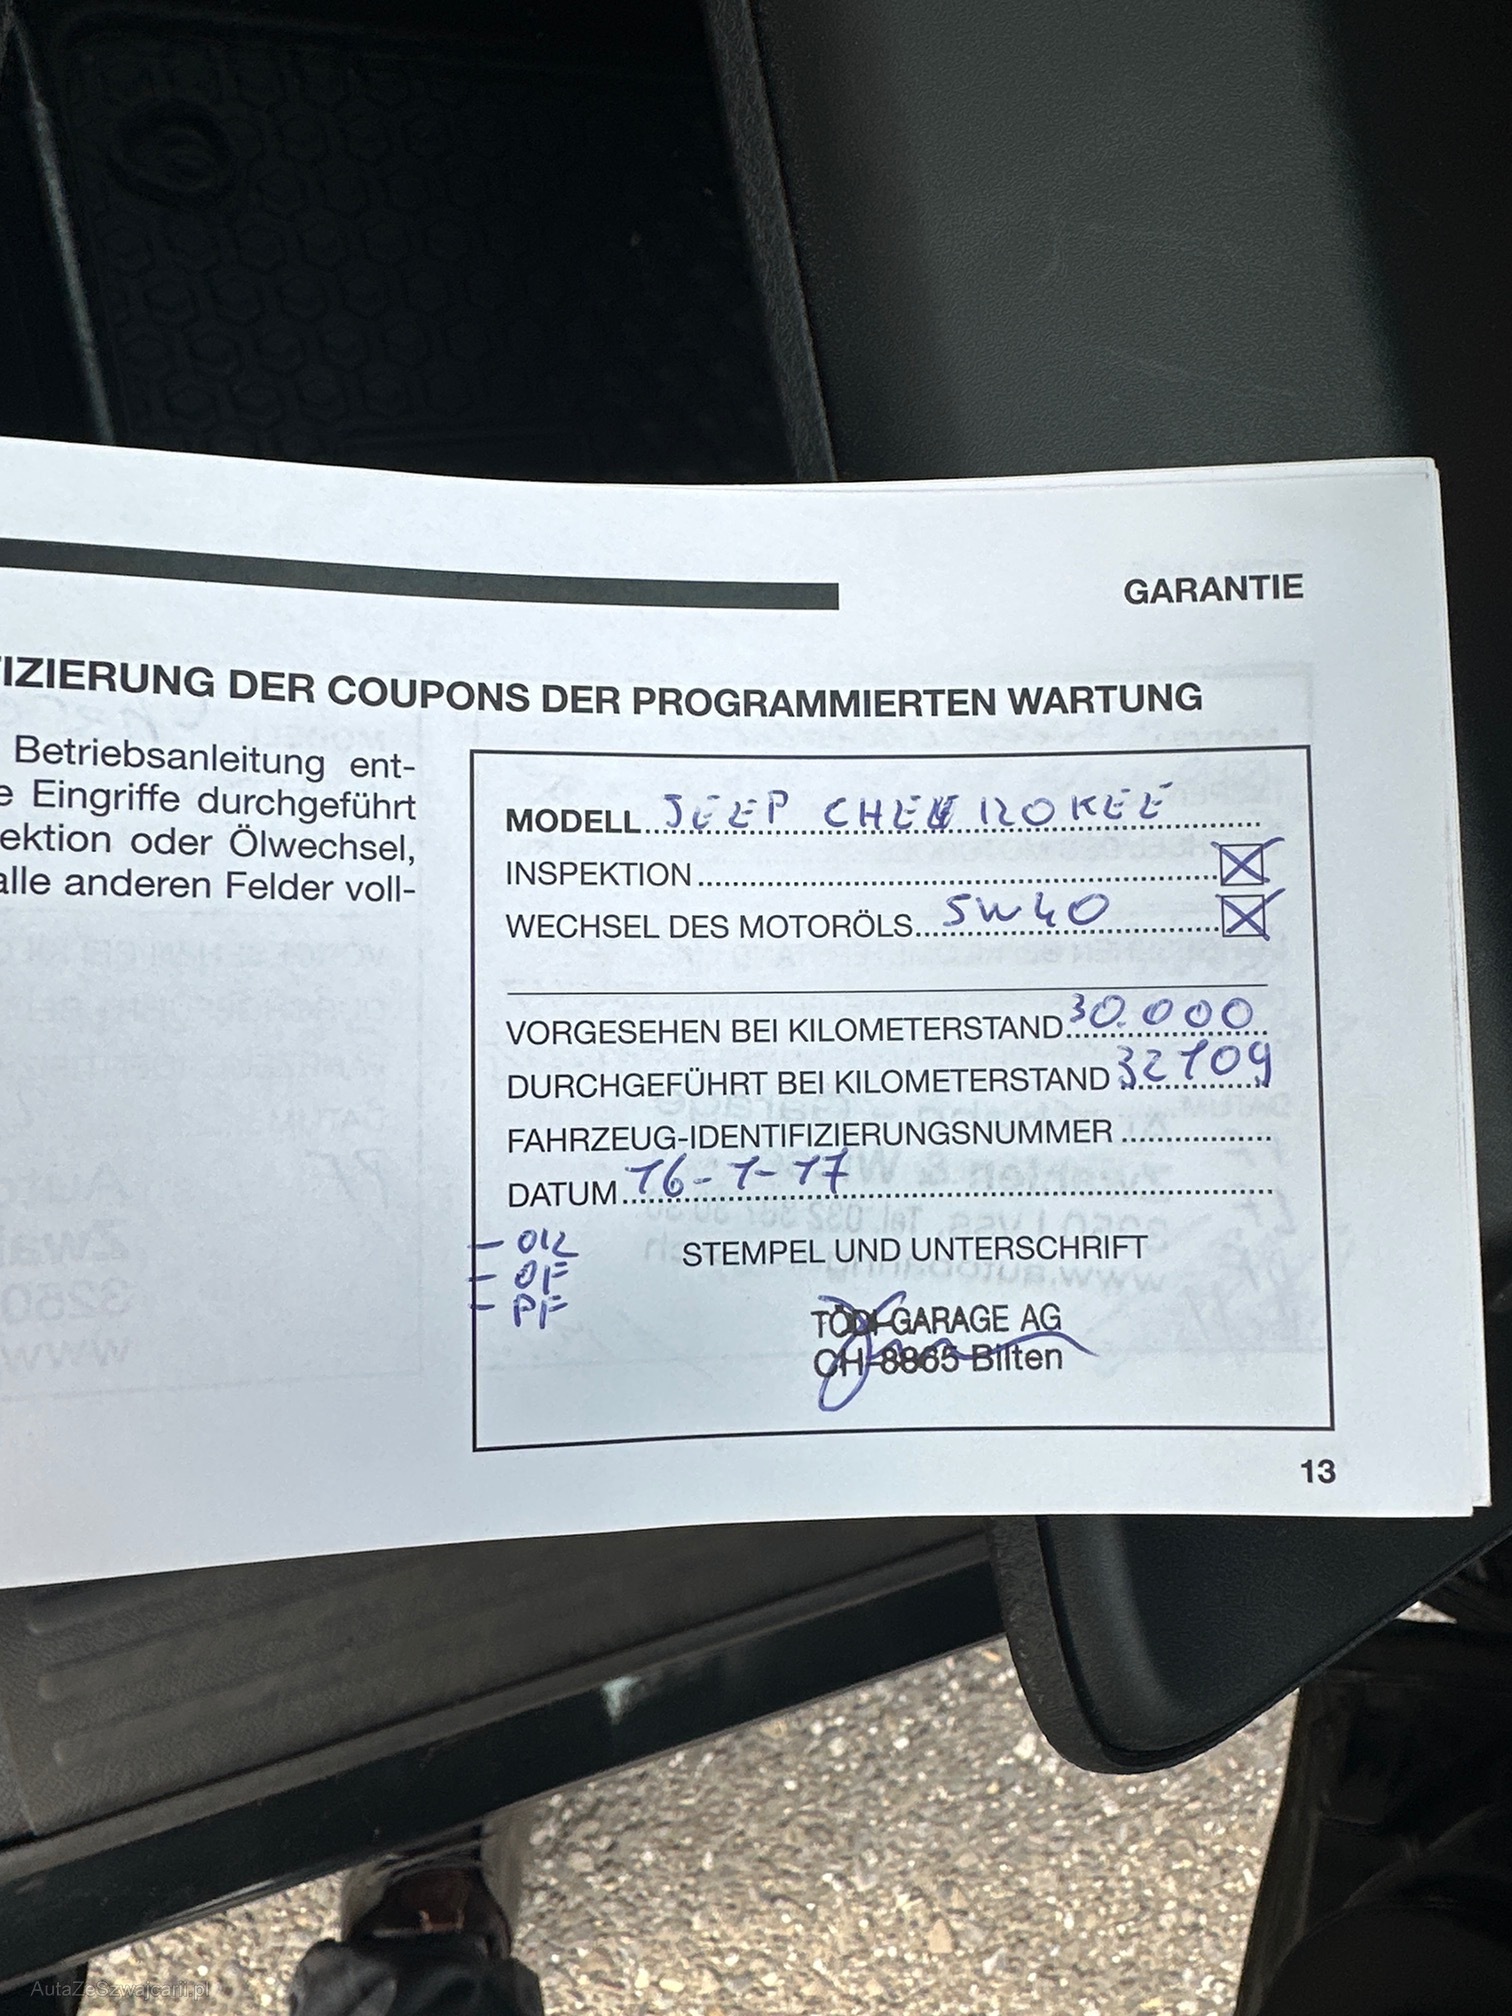 GARANTIE
IZIERUNG DER COUPONS DER PROGRAMMIERTEN WARTUNG
Betriebsanleitung ent-
e Eingriffe durchgeführt
ektion oder Ölwechsel,
alle anderen Felder voll-
MODELL JEEP CHEROKEE
INSPEKTION
WECHSEL DES MOTORÖLS 5W40
VORGESEHEN BEI KILOMETERSTAND 30.000
DURCHGEFÜHRT BEI KILOMETERSTAND 32109
FAHRZEUG-IDENTIFIZIERUNGSNUMMER
DATUM 16-1-17
- OIL
- OF
- PF
STEMPEL UND UNTERSCHRIFT
TÖDI-GARAGE AG
CH-8865 Bilten
13
AutaZeSzwajcarii.pl